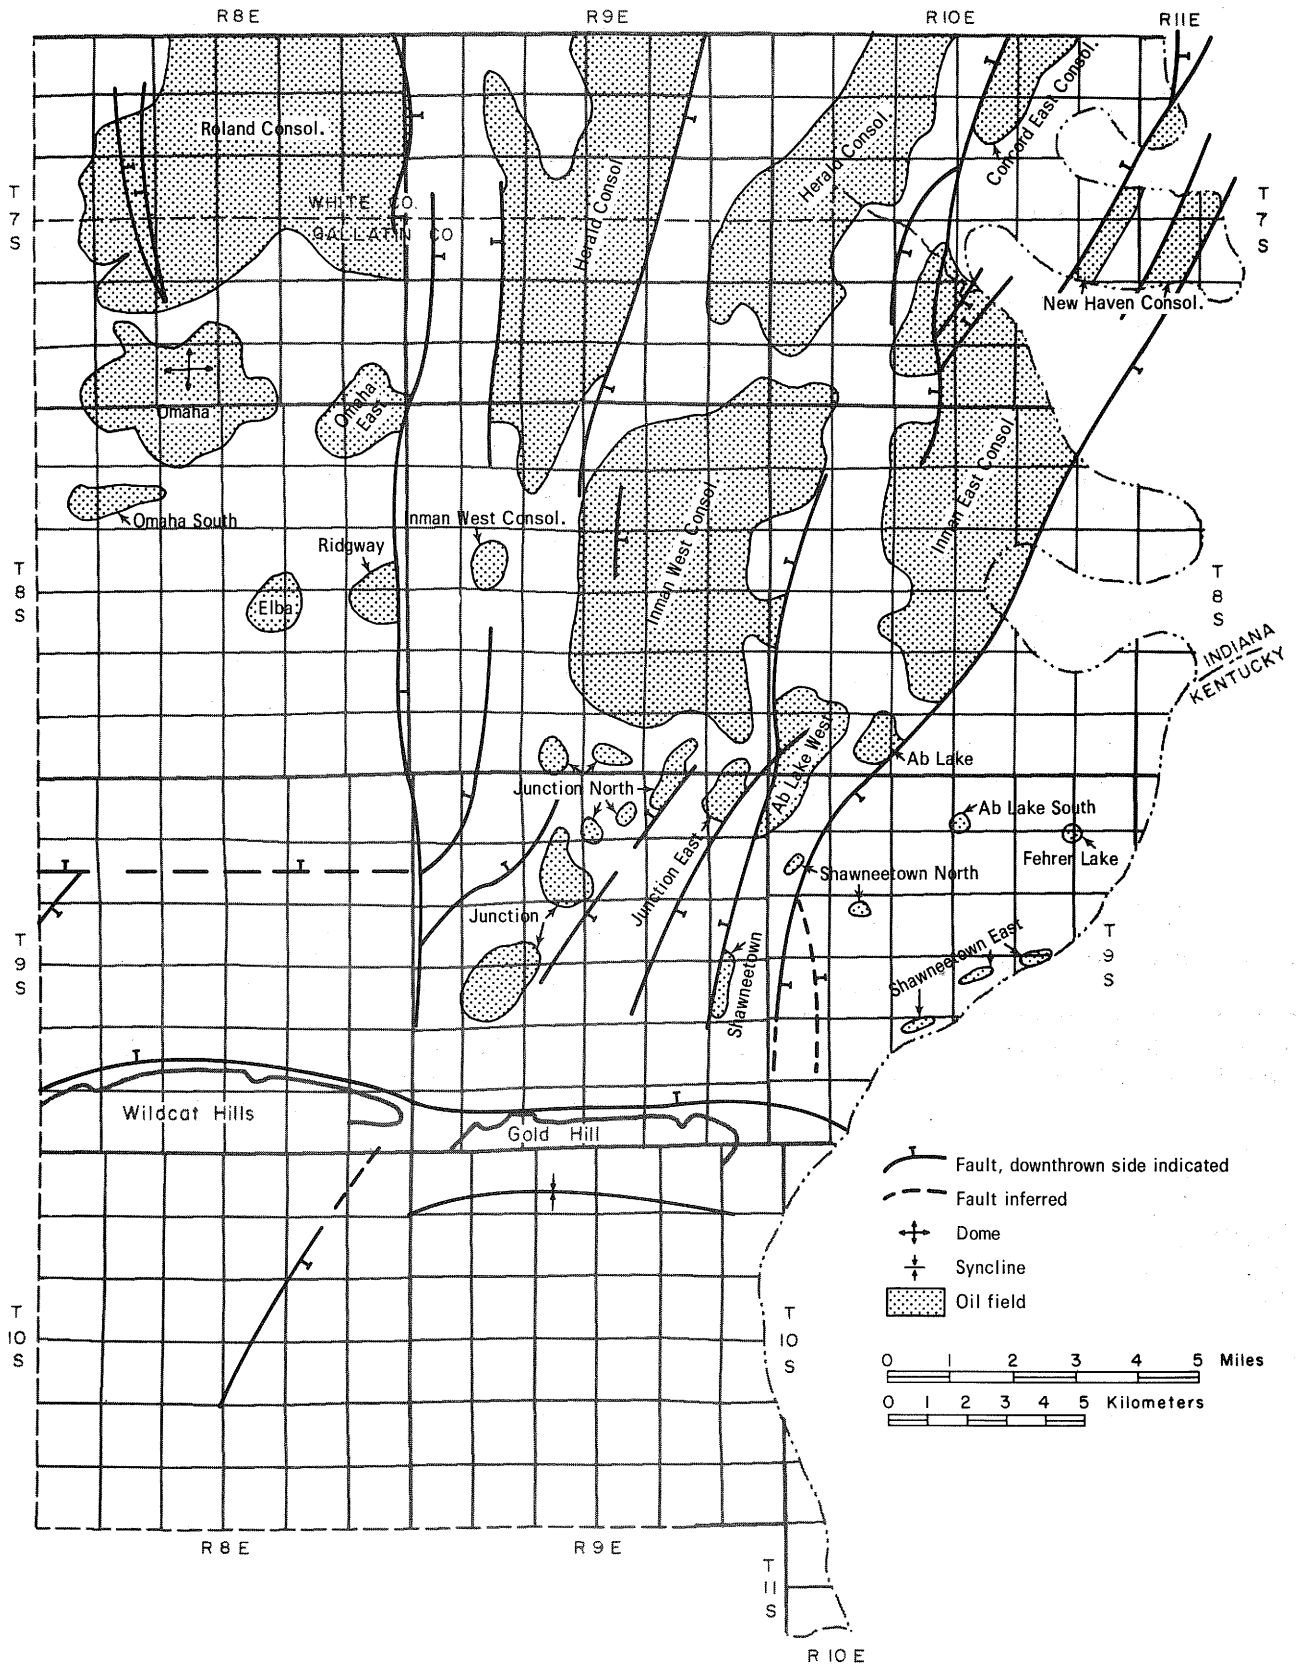 R8E
R9E
R10E
R11E
T
7
S
T
7
S
Roland Consol.
WHITE CO.
GALLATIN CO
Herald Consol
Herald Consol
Concord East Consol.
New Haven Consol.
Omaha
Omaha
East
Omaha South
Inman West Consol.
Ridgway
Elba
Inman West Consol.
Inman East Consol
T
8
S
T
8
S
INDIANA
KENTUCKY
Ab Lake West
Ab Lake
Junction North
Ab Lake South
Fehrer Lake
Junction East
Shawneetown North
Junction
Shawneetown
Shawneetown East
T
9
S
T
9
S
Wildcat Hills
Gold Hill
Fault, downthrown side indicated
Fault inferred
Dome
Syncline
Oil field
T
10
S
T
10
S
0 1 2 3 4 5 Miles
0 1 2 3 4 5 Kilometers
R8E
R9E
T
11
S
R10E